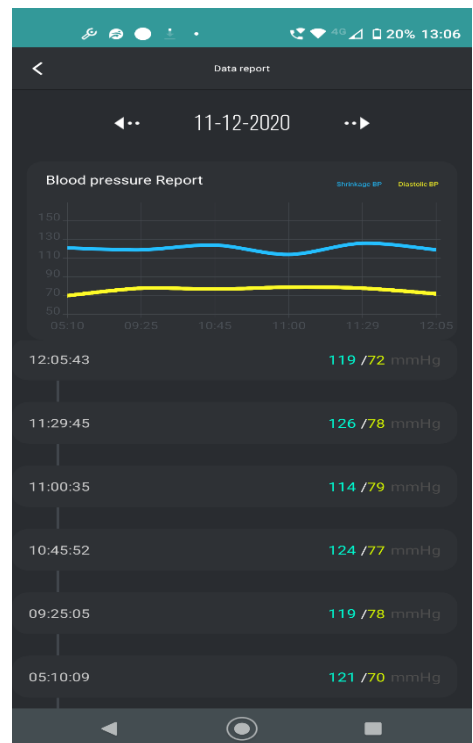 4G 20% 13:06
Data report
11-12-2020
Blood pressure Report Shrinkage BP Diastolic BP
150
130
110
90
70
50
05:10 09:25 10:45 11:00 11:29 12:05
12:05:43 119 /72 mmHg
11:29:45 126 /78 mmHg
11:00:35 114 /79 mmHg
10:45:52 124 /77 mmHg
09:25:05 119 /78 mmHg
05:10:09 121 /70 mmHg